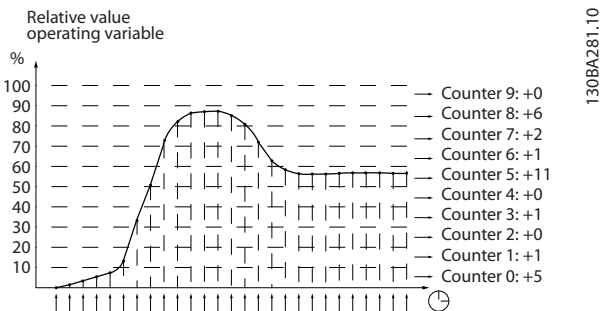 Relative value
operating variable
%
100
90
80
70
60
50
40
30
20
10
Counter 9: +0
Counter 8: +6
Counter 7: +2
Counter 6: +1
Counter 5: +11
Counter 4: +0
Counter 3: +1
Counter 2: +0
Counter 1: +1
Counter 0: +5
130BA281.10